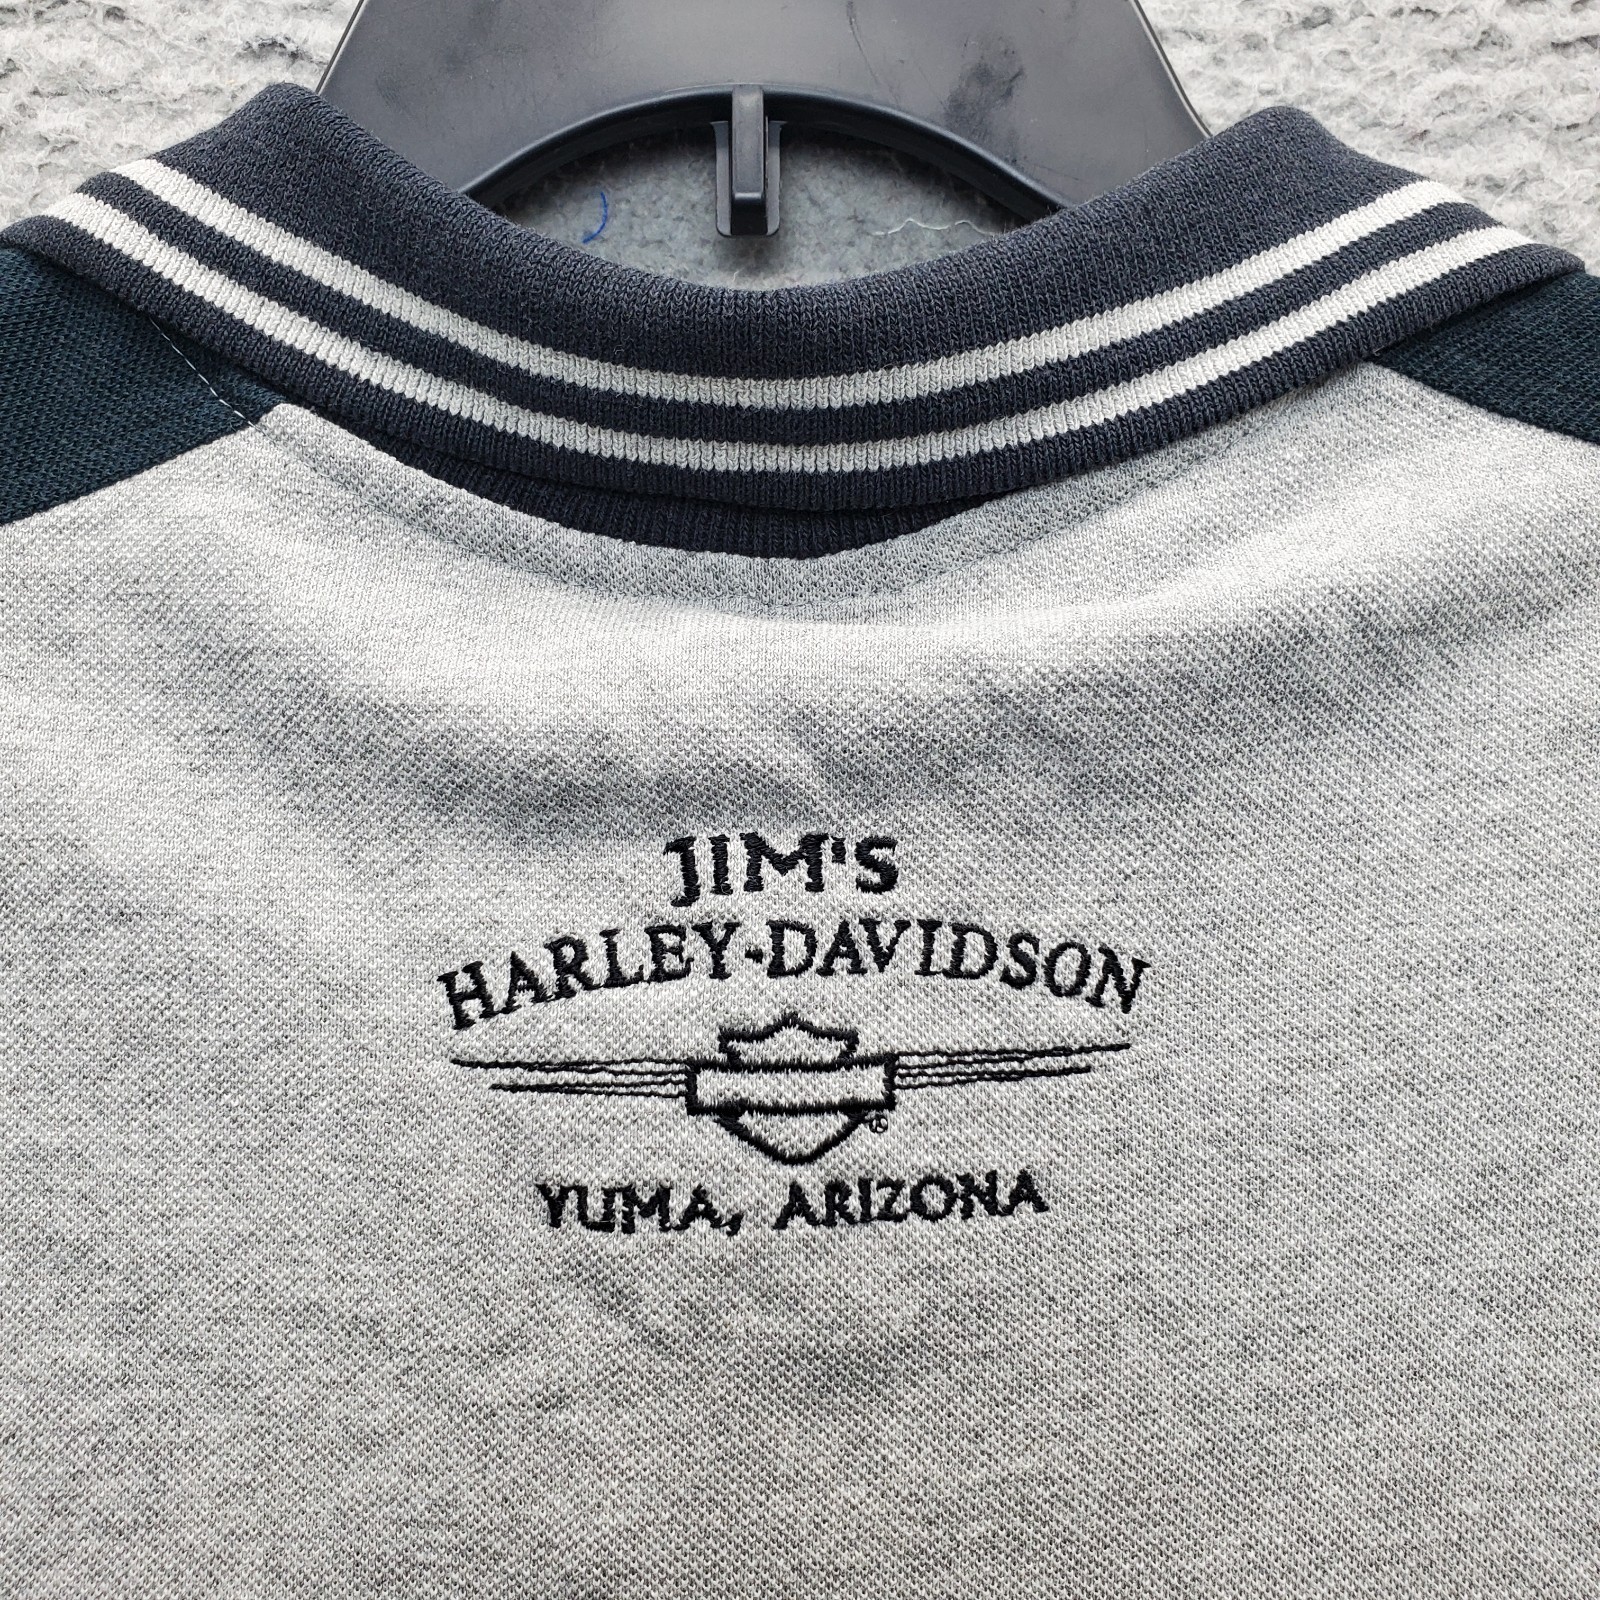 JIM'S
HARLEY-DAVIDSON
®
YUMA, ARIZONA